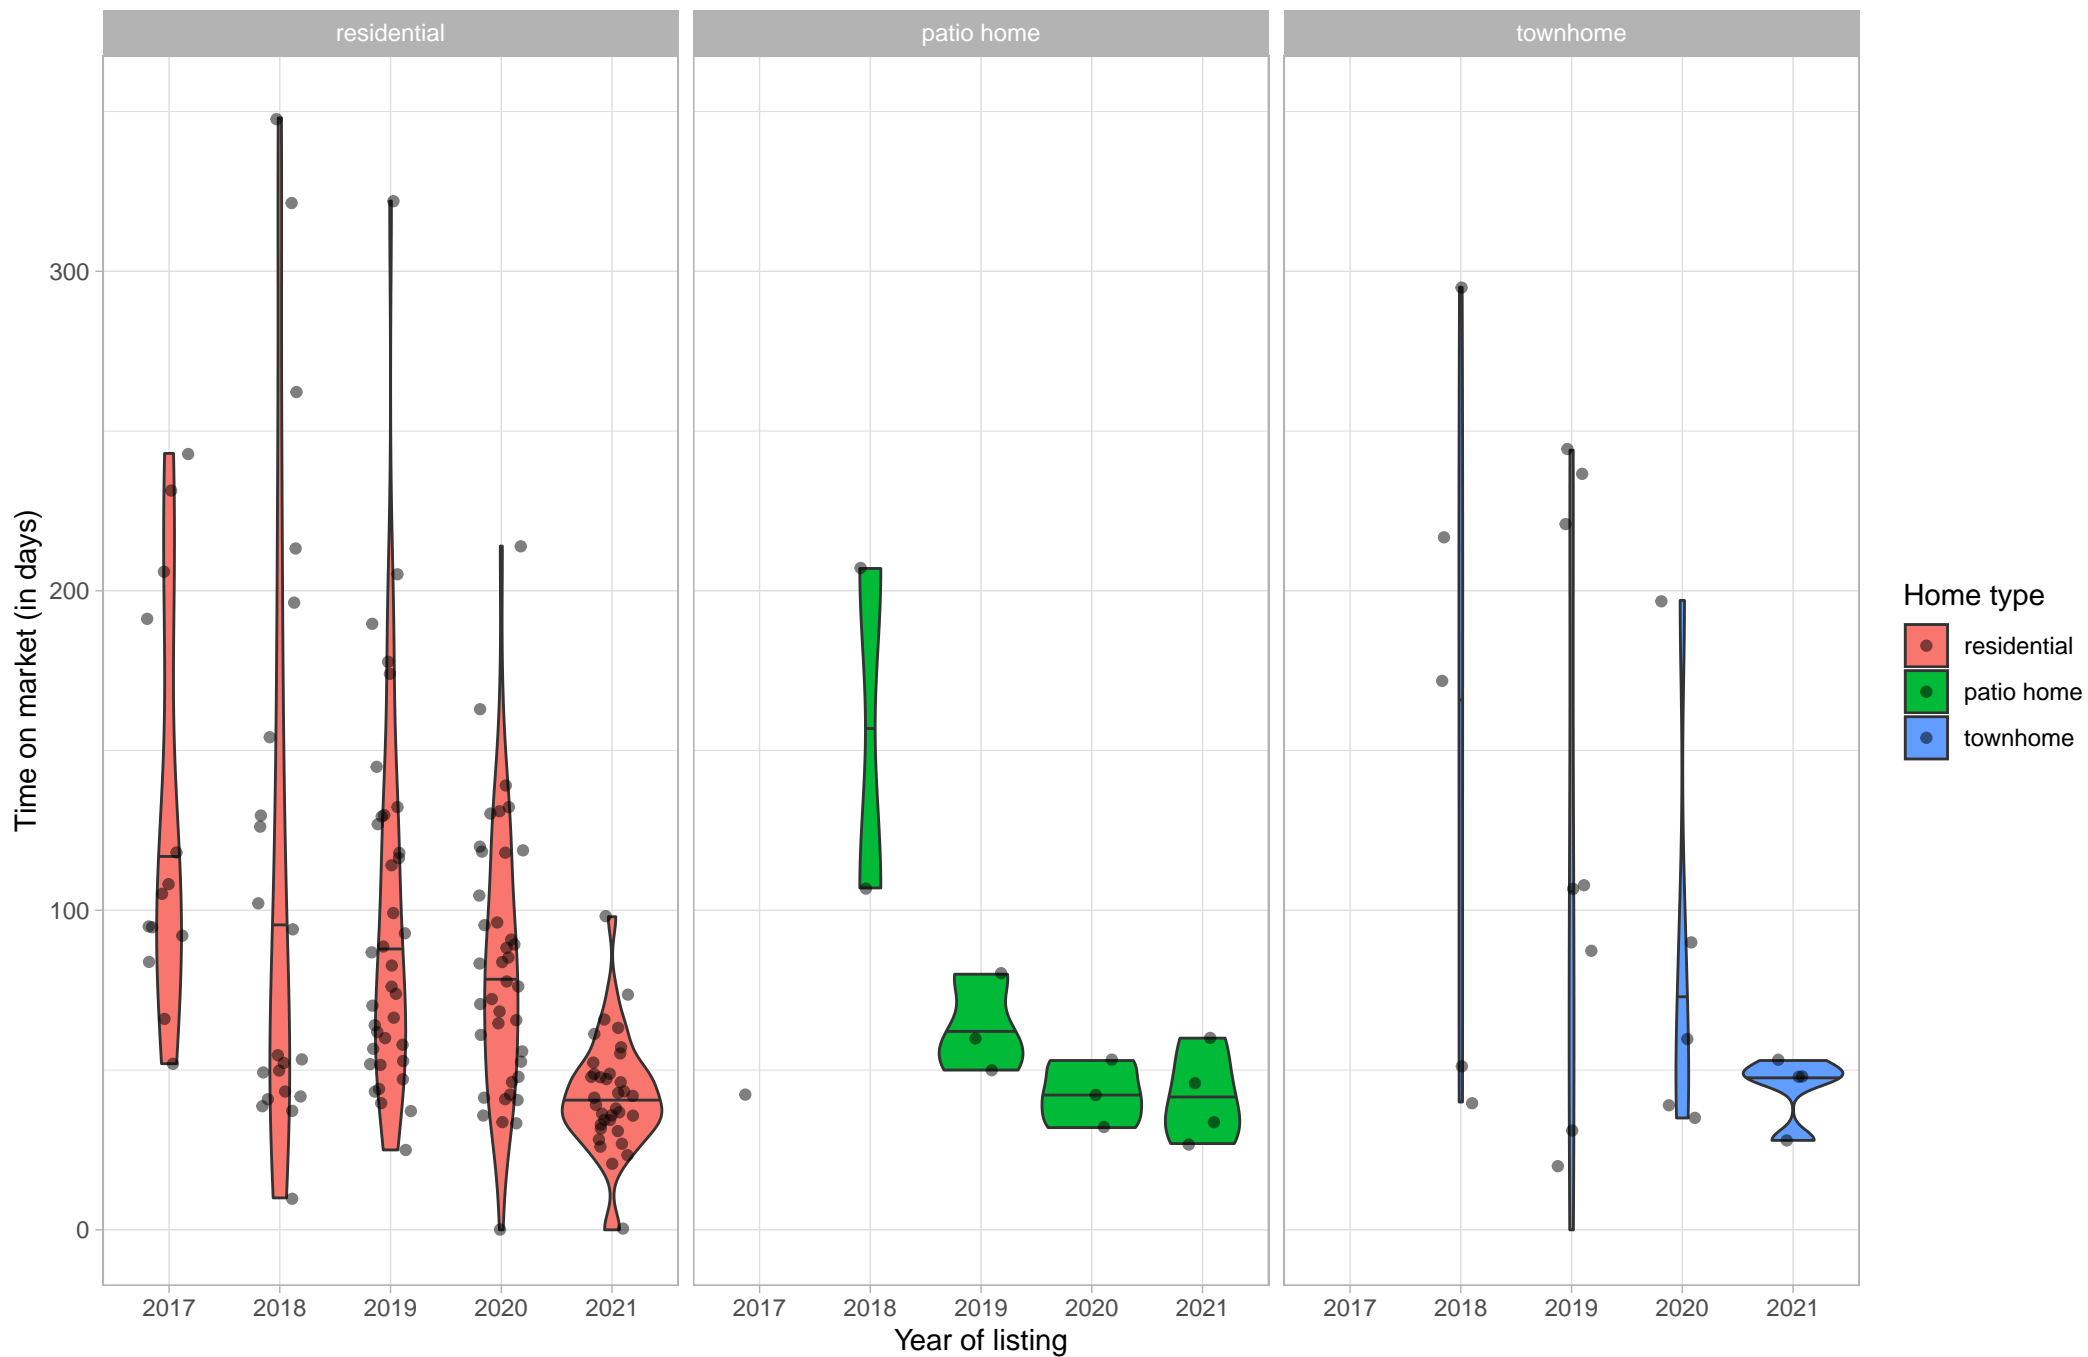 residential patio home townhome
Time on market (in days)
300
200
100
0
2017 2018 2019 2020 2021 2017 2018 2019 2020 2021 2017 2018 2019 2020 2021
Year of listing
Home type
residential
patio home
townhome